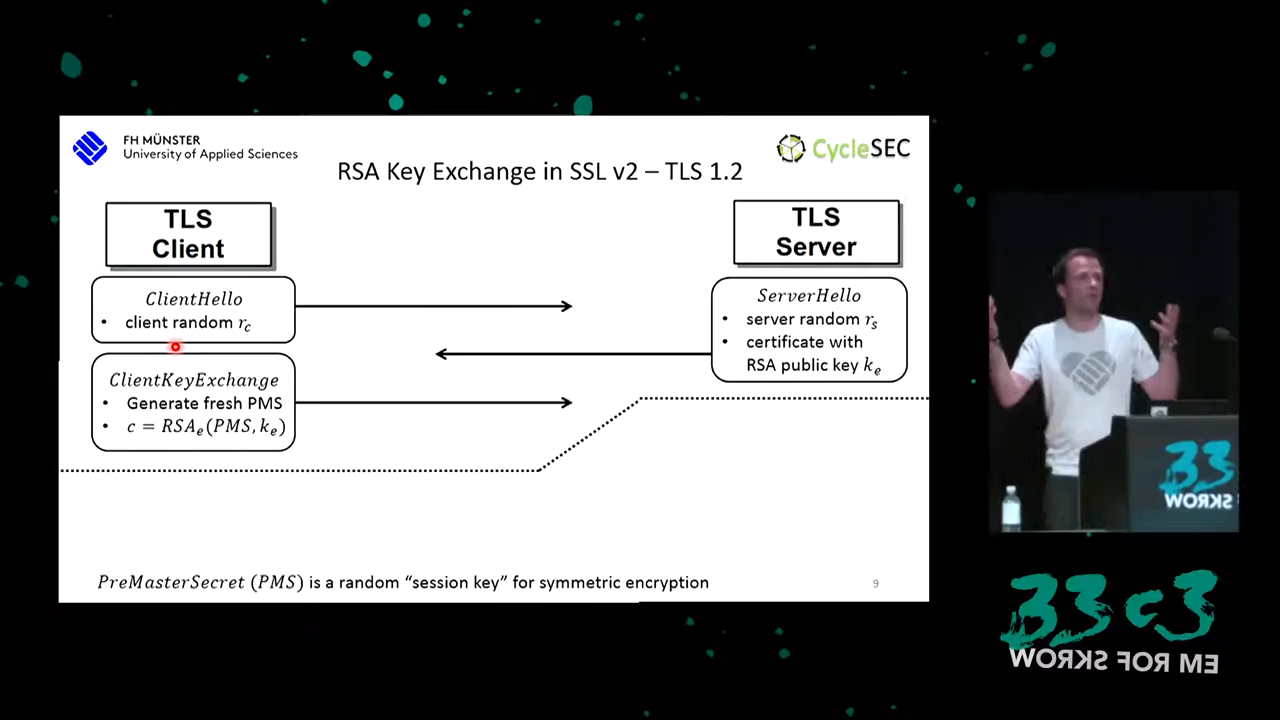 FH MÜNSTER
University of Applied Sciences
CycleSEC
RSA Key Exchange in SSL v2 – TLS 1.2
TLS
Client
TLS
Server
ClientHello
• client random r_c
ServerHello
• server random r_s
• certificate with
RSA public key k_e
ClientKeyExchange
• Generate fresh PMS
• c = RSA_e(PMS, k_e)
PreMasterSecret (PMS) is a random “session key” for symmetric encryption
9
33
WORKS F
33c3
WORKS FOR ME